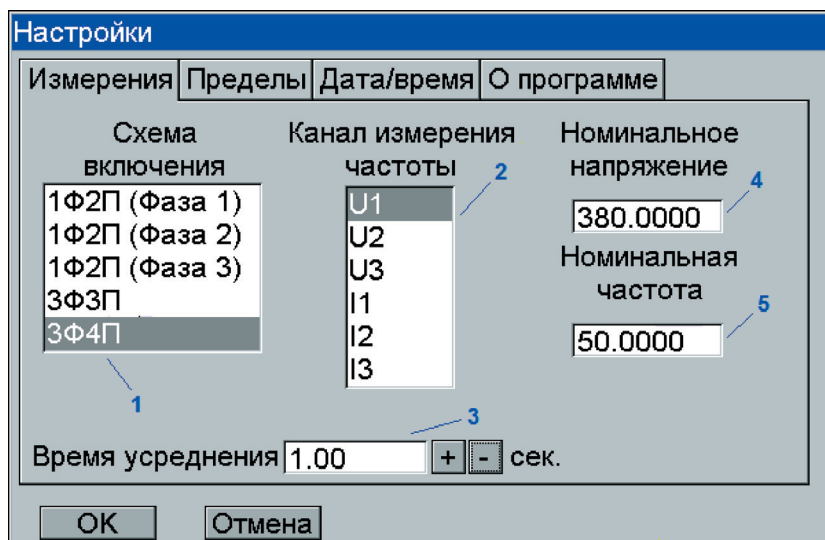 Настройки
Измерения Пределы Дата/время О программе
Схема
включения
1Ф2П (Фаза 1)
1Ф2П (Фаза 2)
1Ф2П (Фаза 3)
3Ф3П
3Ф4П
1
Канал измерения
частоты
2
U1
U2
U3
I1
I2
I3
Номинальное
напряжение
4
380.0000
Номинальная
частота
5
50.0000
3
Время усреднения 1.00 + - сек.
OK Отмена